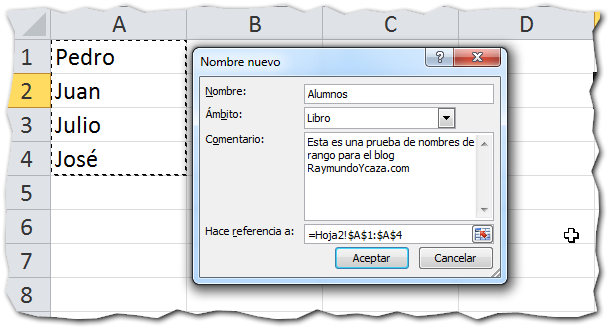 A B C D
1 Pedro
2 Juan
3 Julio
4 José
5
6
7
8
Nombre nuevo
Nombre: Alumnos
Ámbito: Libro
Comentario: Esta es una prueba de nombres de
rango para el blog
RaymundoYcaza.com
Hace referencia a: =Hoja2!$A$1:$A$4
Aceptar Cancelar